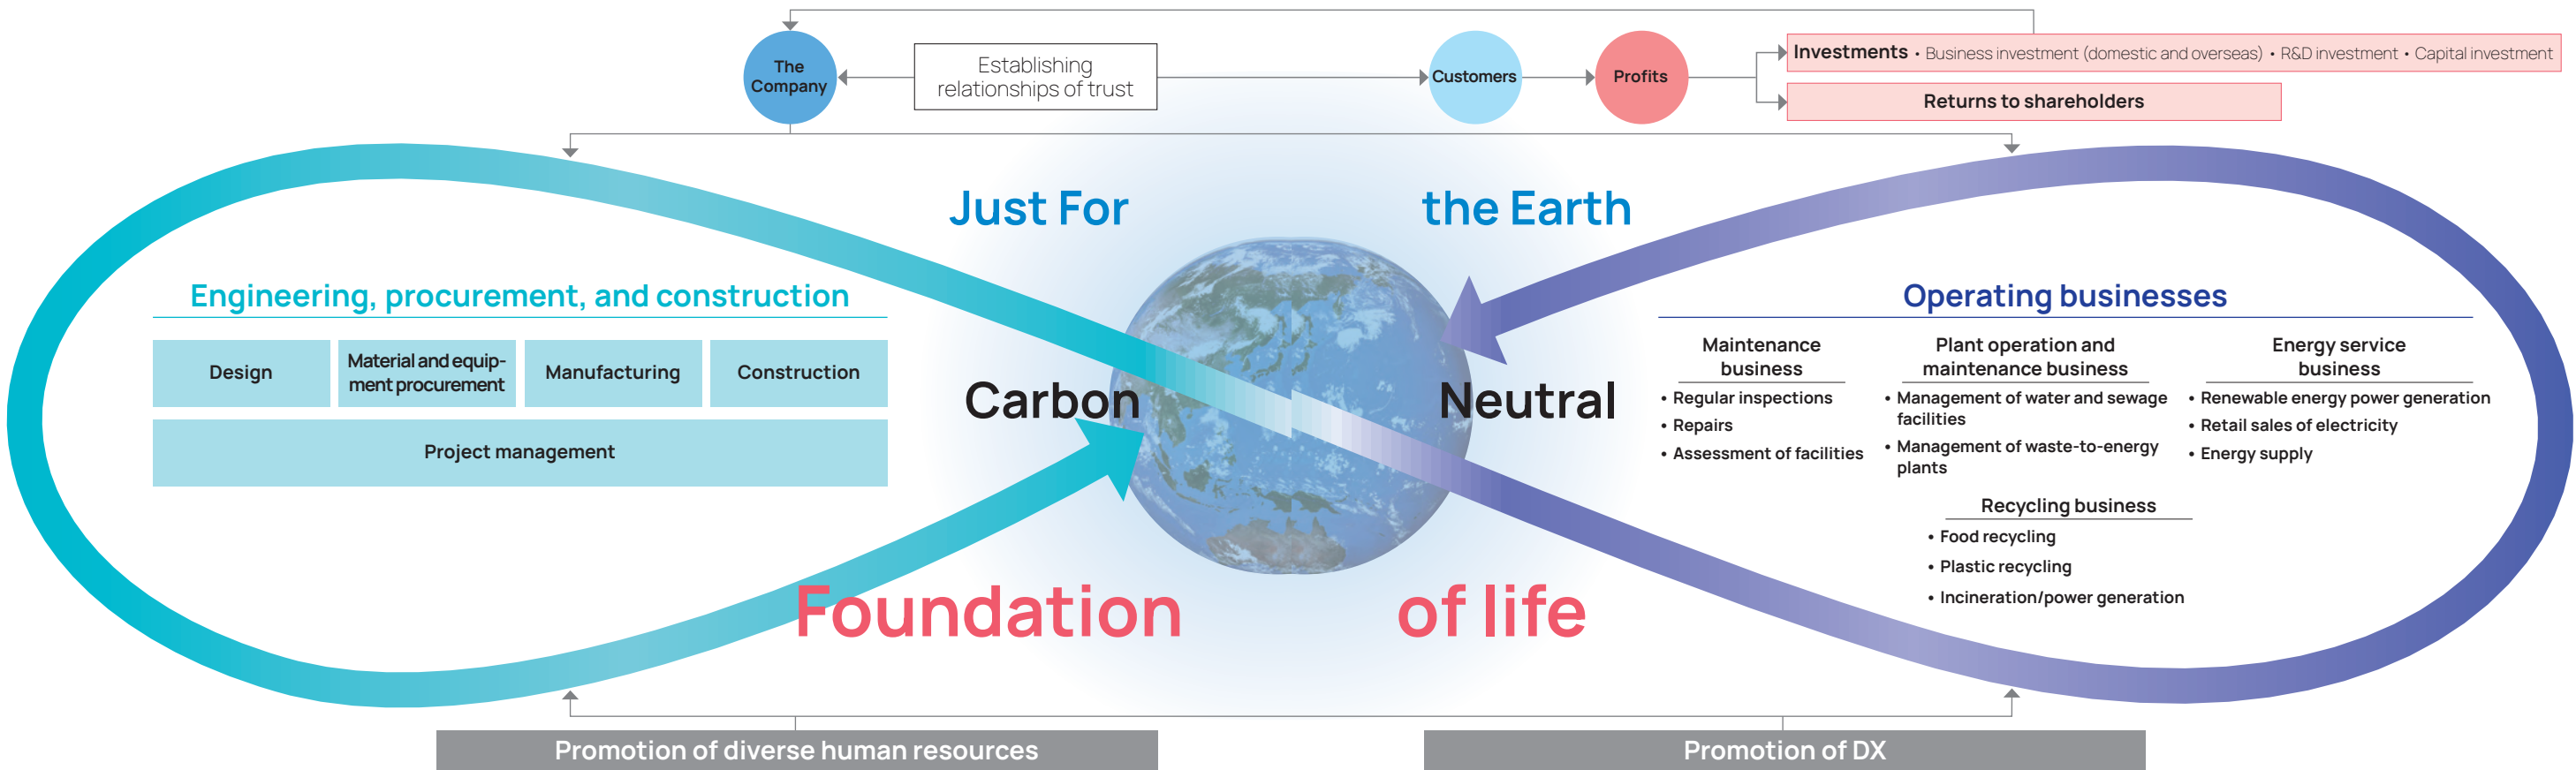 The
Company
Establishing
relationships of trust
Customers
Profits
Investments • Business investment (domestic and overseas) • R&D investment • Capital investment
Returns to shareholders
Just For
the Earth
Engineering, procurement, and construction
Design
Material and equip-
ment procurement
Manufacturing
Construction
Project management
Carbon
Neutral
Operating businesses
Maintenance
business
• Regular inspections
• Repairs
• Assessment of facilities
Plant operation and
maintenance business
• Management of water and sewage
facilities
• Management of waste-to-energy
plants
Energy service
business
• Renewable energy power generation
• Retail sales of electricity
• Energy supply
Recycling business
• Food recycling
• Plastic recycling
• Incineration/power generation
Foundation
of life
Promotion of diverse human resources
Promotion of DX